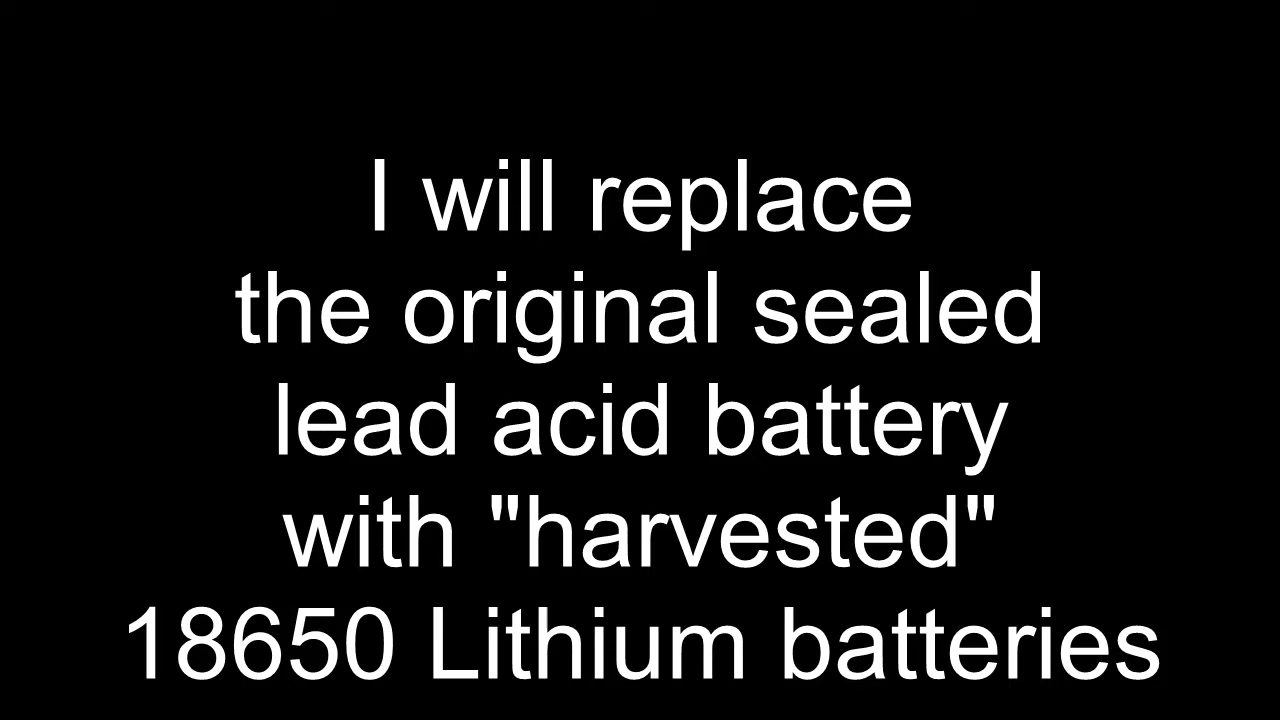 I will replace
the original sealed
lead acid battery
with "harvested"
18650 Lithium batteries